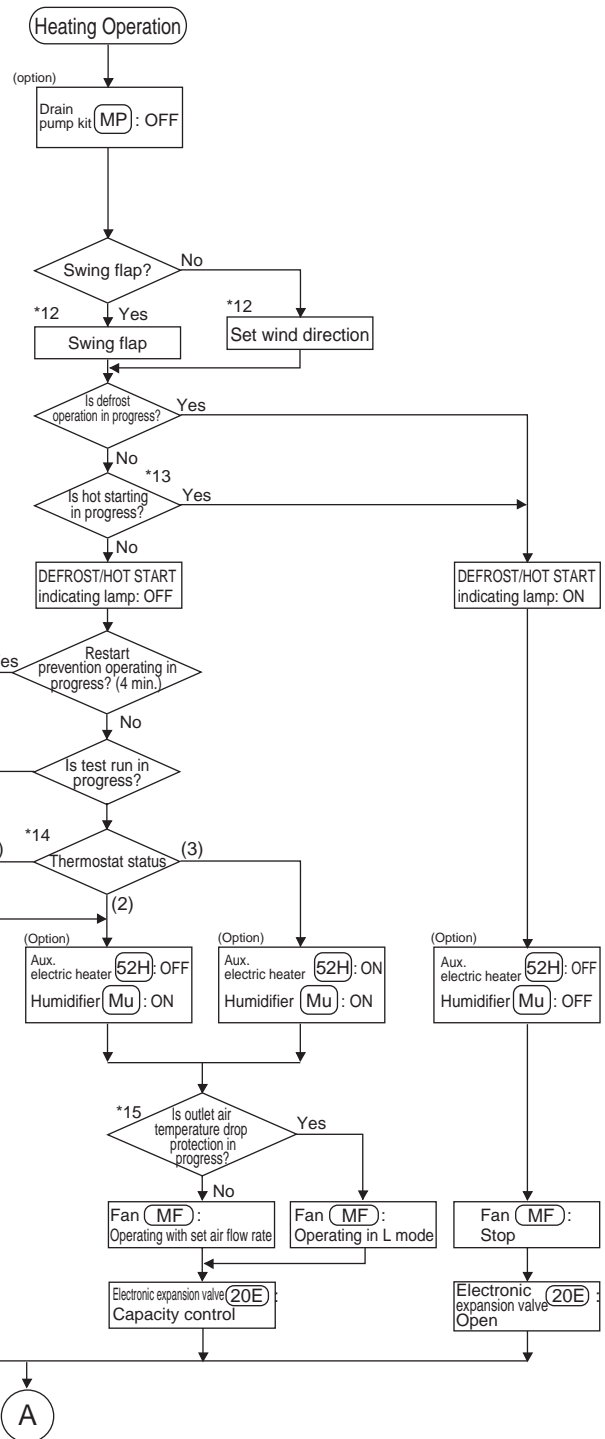 Heating Operation
(option)
Drain
pump kit MP : OFF
Swing flap?
No
*12
Yes
*12
Swing flap
Set wind direction
Is defrost
operation in progress?
Yes
No
*13
Is hot starting
in progress?
Yes
No
DEFROST/HOT START
indicating lamp: OFF
DEFROST/HOT START
indicating lamp: ON
Restart
prevention operating in
progress? (4 min.)
es
No
Is test run in
progress?
*14
Thermostat status
)
(3)
(2)
(Option)
Aux.
electric heater 52H: OFF
Humidifier Mu : ON
(Option)
Aux.
electric heater 52H: ON
Humidifier Mu : ON
(Option)
Aux.
electric heater 52H: OFF
Humidifier Mu : OFF
*15
Is outlet air
temperature drop
protection in
progress?
Yes
No
Fan MF :
Operating with set air flow rate
Fan MF :
Operating in L mode
Fan MF :
Stop
Electronic expansion valve 20E :
Capacity control
Electronic
expansion valve 20E :
Open
A